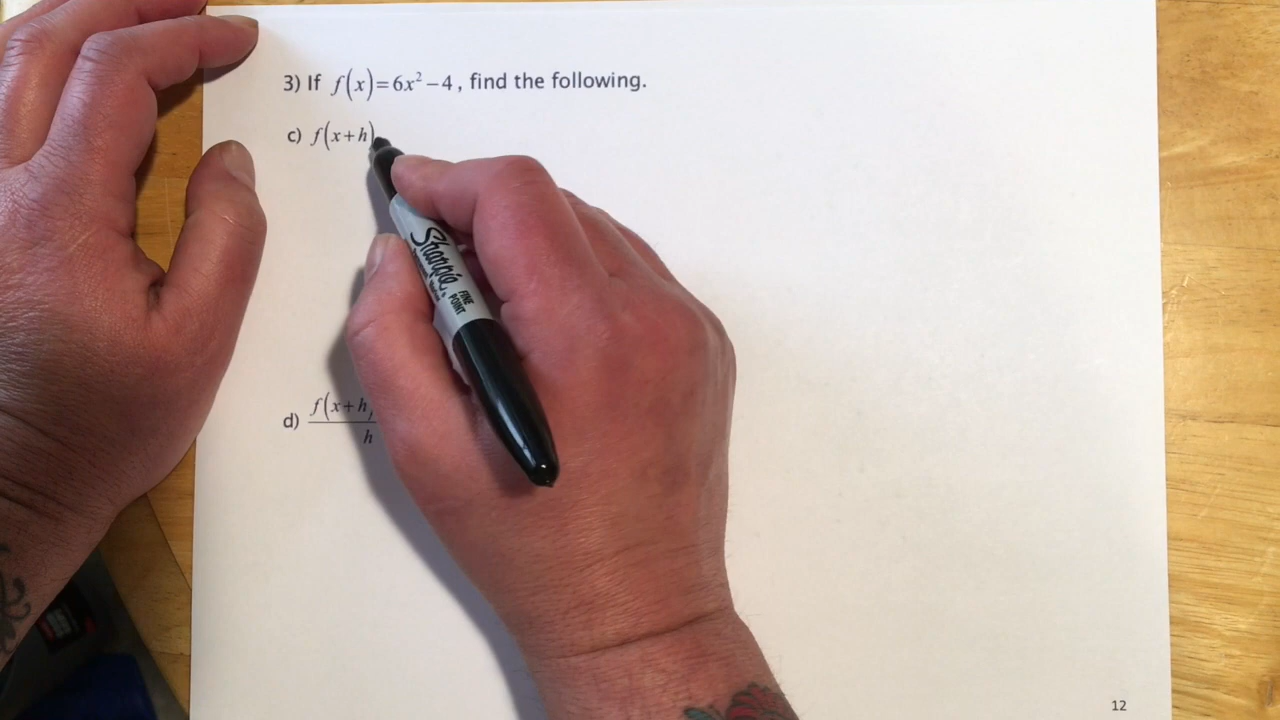 3) If f(x)=6x²−4, find the following.
c) f(x+h)
Sharpie
FINE
POINT
d) f(x+h)
h
12